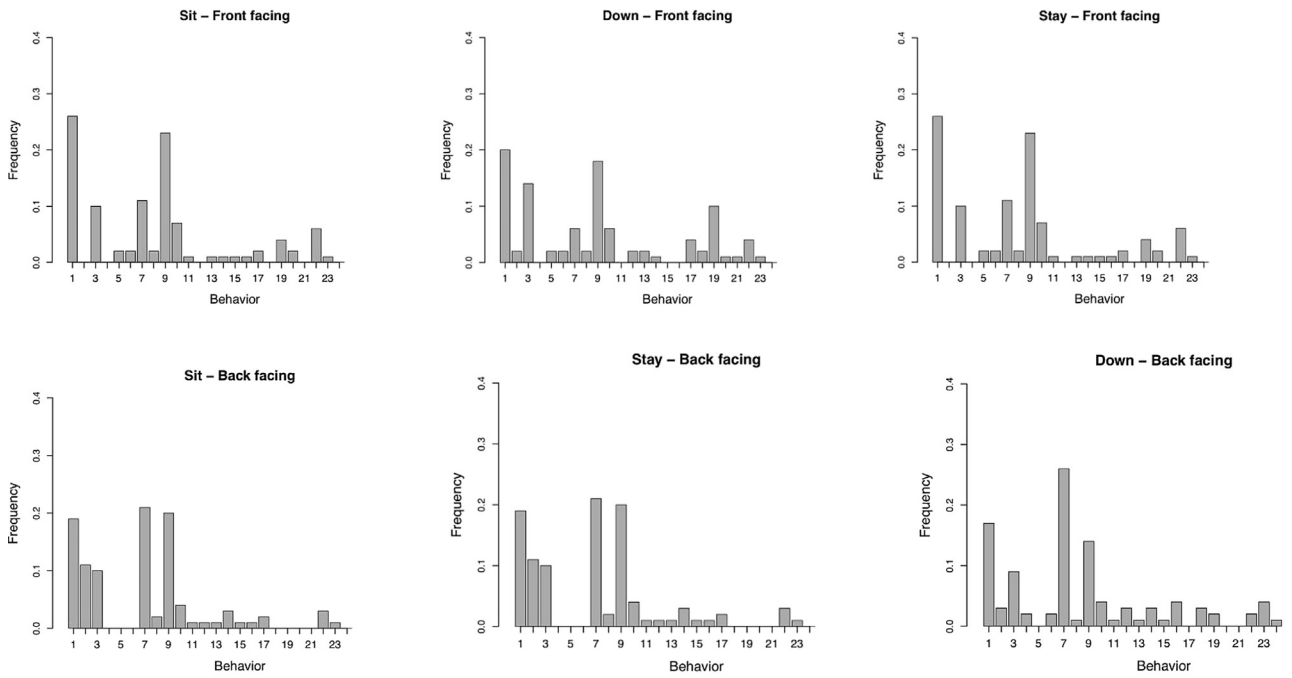 Sit – Front facing
Frequency
0.0 0.1 0.2 0.3 0.4
1 3 5 7 9 11 13 15 17 19 21 23
Behavior
Down – Front facing
Frequency
0.0 0.1 0.2 0.3 0.4
1 3 5 7 9 11 13 15 17 19 21 23
Behavior
Stay – Front facing
Frequency
0.0 0.1 0.2 0.3 0.4
1 3 5 7 9 11 13 15 17 19 21 23
Behavior
Sit – Back facing
Frequency
0.0 0.1 0.2 0.3 0.4
1 3 5 7 9 11 13 15 17 19 21 23
Behavior
Stay – Back facing
Frequency
0.0 0.1 0.2 0.3 0.4
1 3 5 7 9 11 13 15 17 19 21 23
Behavior
Down – Back facing
Frequency
0.0 0.1 0.2 0.3 0.4
1 3 5 7 9 11 13 15 17 19 21 23
Behavior